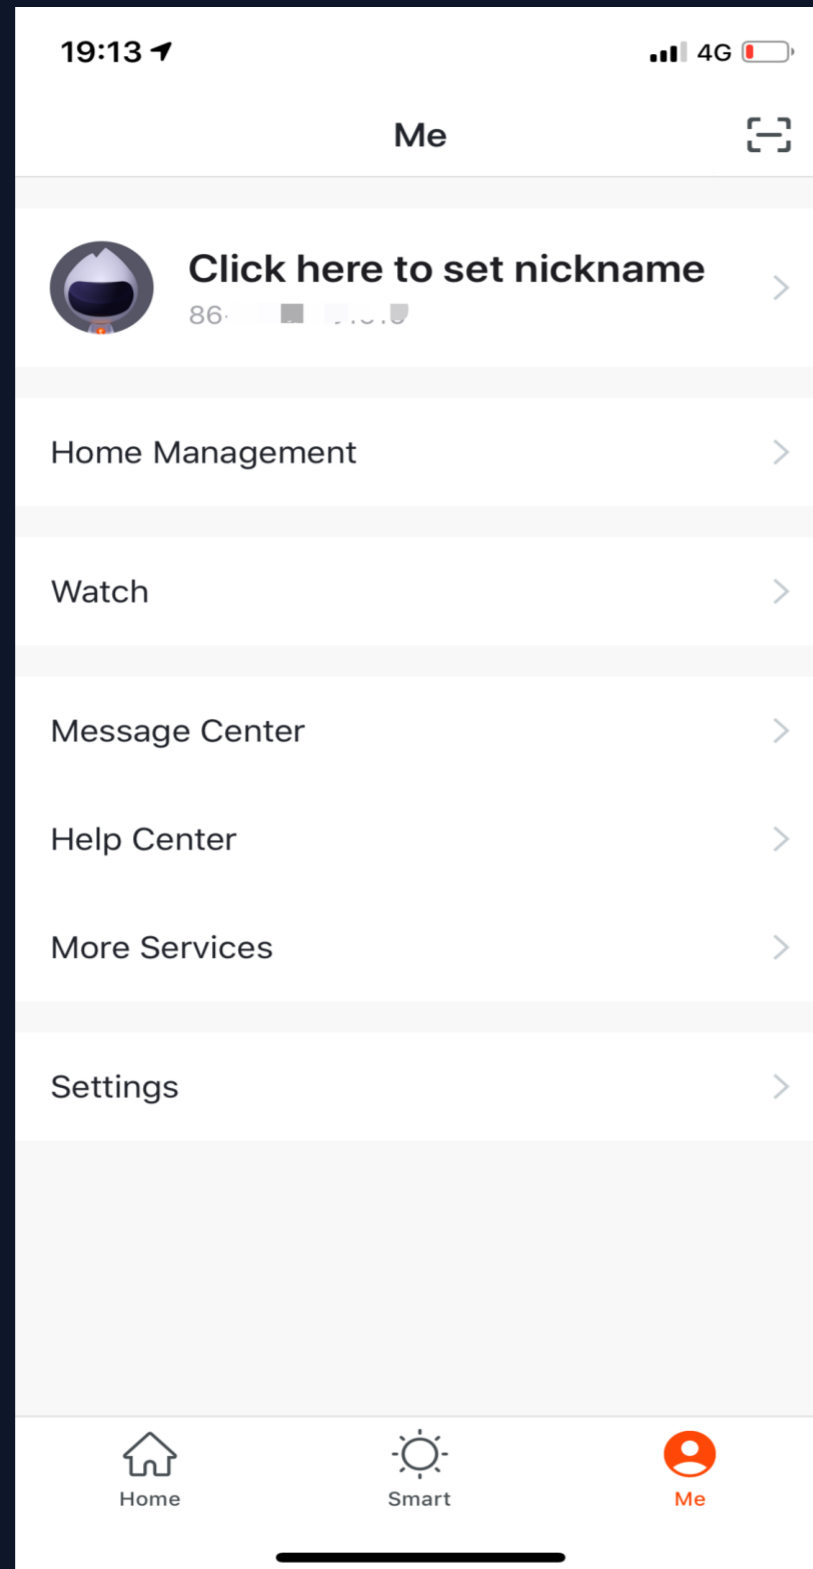 19:13
4G
Me
Click here to set nickname
86-
Home Management
Watch
Message Center
Help Center
More Services
Settings
Home
Smart
Me